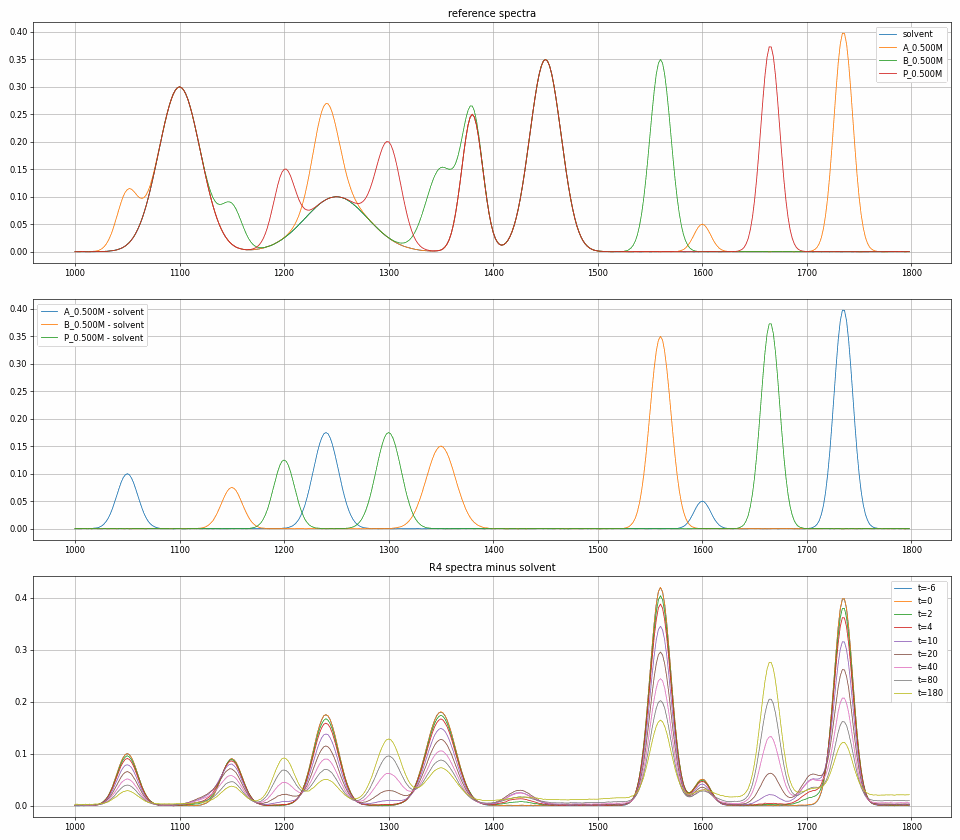 reference spectra
0.40
0.35
0.30
0.25
0.20
0.15
0.10
0.05
0.00
solvent
A_0.500M
B_0.500M
P_0.500M
1000 1100 1200 1300 1400 1500 1600 1700 1800
0.40
0.35
0.30
0.25
0.20
0.15
0.10
0.05
0.00
A_0.500M - solvent
B_0.500M - solvent
P_0.500M - solvent
1000 1100 1200 1300 1400 1500 1600 1700 1800
R4 spectra minus solvent
0.4
0.3
0.2
0.1
0.0
t=-6
t=0
t=2
t=4
t=10
t=20
t=40
t=80
t=180
1000 1100 1200 1300 1400 1500 1600 1700 1800